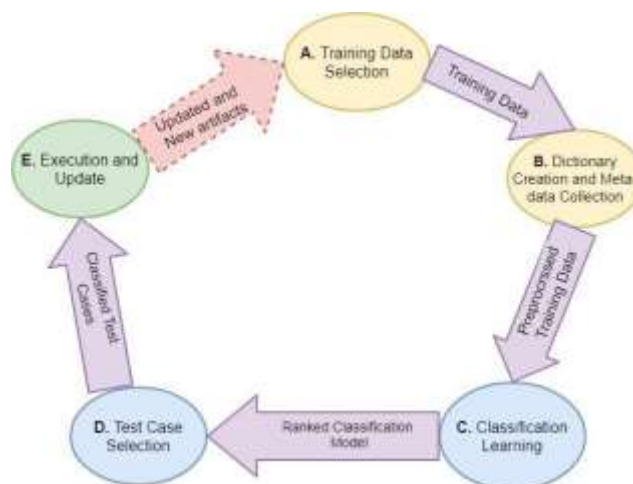 A. Training Data
Selection
Training Data
B. Dictionary
Creation and Meta
data Collection
Preprocrssed
Training Data
C. Classification
Learning
Ranked Classification
Model
D. Test Case
Selection
Classified Test
Cases
E. Execution and
Update
Updated and
New artifacts